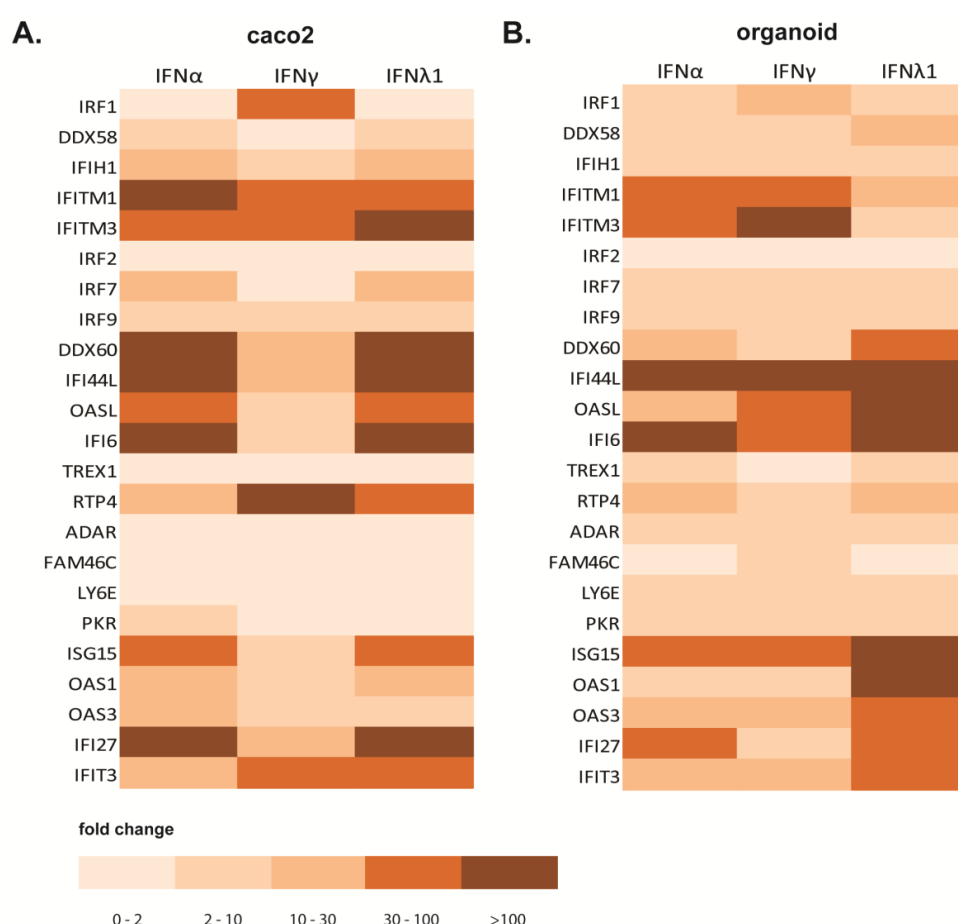 A.
caco2
IFNα IFNγ IFNλ1
IRF1
DDX58
IFIH1
IFITM1
IFITM3
IRF2
IRF7
IRF9
DDX60
IFI44L
OASL
IFI6
TREX1
RTP4
ADAR
FAM46C
LY6E
PKR
ISG15
OAS1
OAS3
IFI27
IFIT3
B.
organoid
IFNα IFNγ IFNλ1
IRF1
DDX58
IFIH1
IFITM1
IFITM3
IRF2
IRF7
IRF9
DDX60
IFI44L
OASL
IFI6
TREX1
RTP4
ADAR
FAM46C
LY6E
PKR
ISG15
OAS1
OAS3
IFI27
IFIT3
fold change
0 - 2 2 - 10 10 - 30 30 - 100 >100